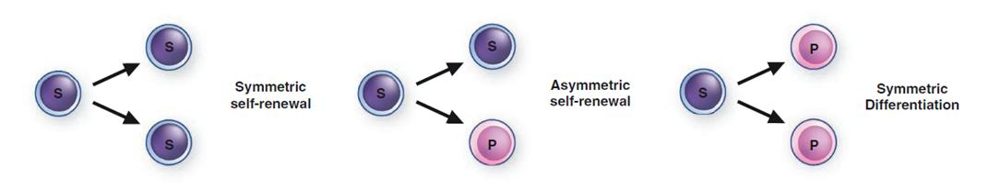 S
S
S
Symmetric
self-renewal
S
S
P
Asymmetric
self-renewal
S
P
P
Symmetric
Differentiation